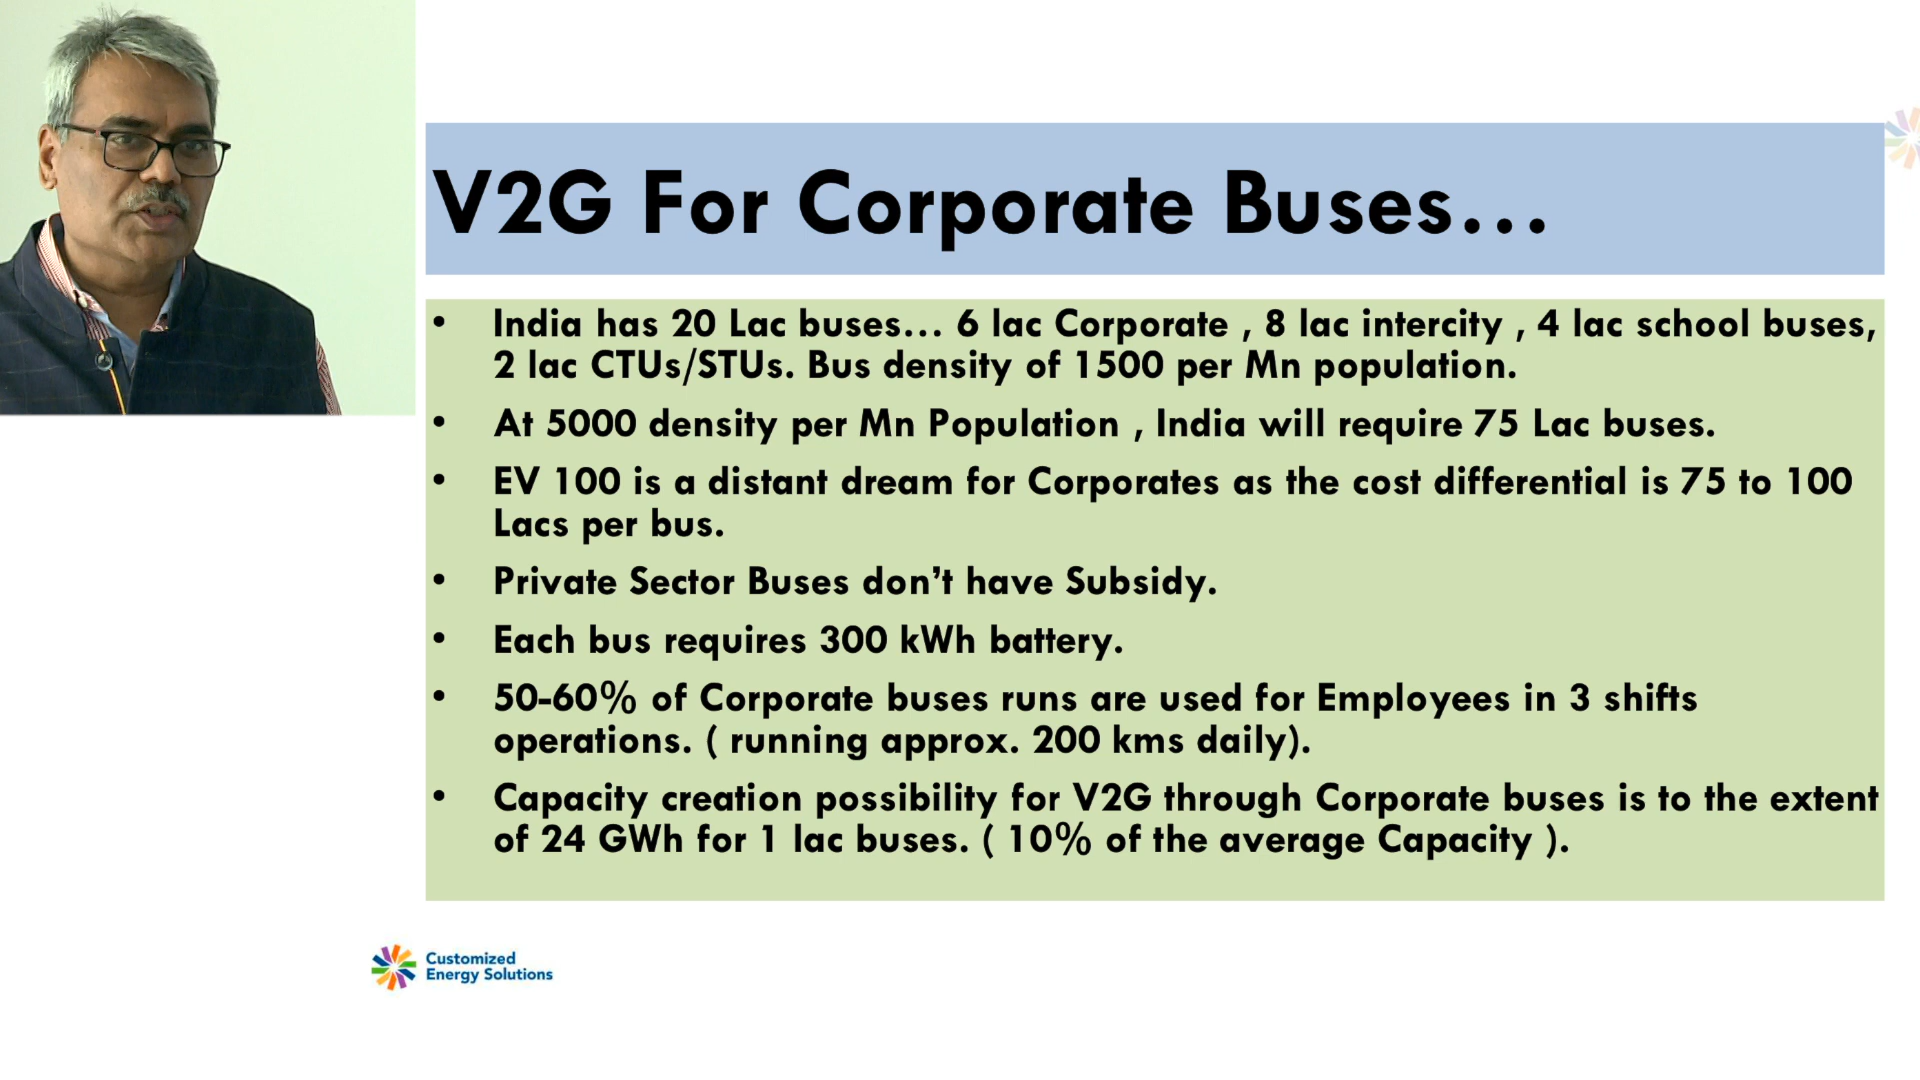 V2G For Corporate Buses...
• India has 20 Lac buses... 6 lac Corporate , 8 lac intercity , 4 lac school buses,
2 lac CTUs/STUs. Bus density of 1500 per Mn population.
• At 5000 density per Mn Population , India will require 75 Lac buses.
• EV 100 is a distant dream for Corporates as the cost differential is 75 to 100
Lacs per bus.
• Private Sector Buses don’t have Subsidy.
• Each bus requires 300 kWh battery.
• 50-60% of Corporate buses runs are used for Employees in 3 shifts
operations. ( running approx. 200 kms daily).
• Capacity creation possibility for V2G through Corporate buses is to the extent
of 24 GWh for 1 lac buses. ( 10% of the average Capacity ).
Customized
Energy Solutions